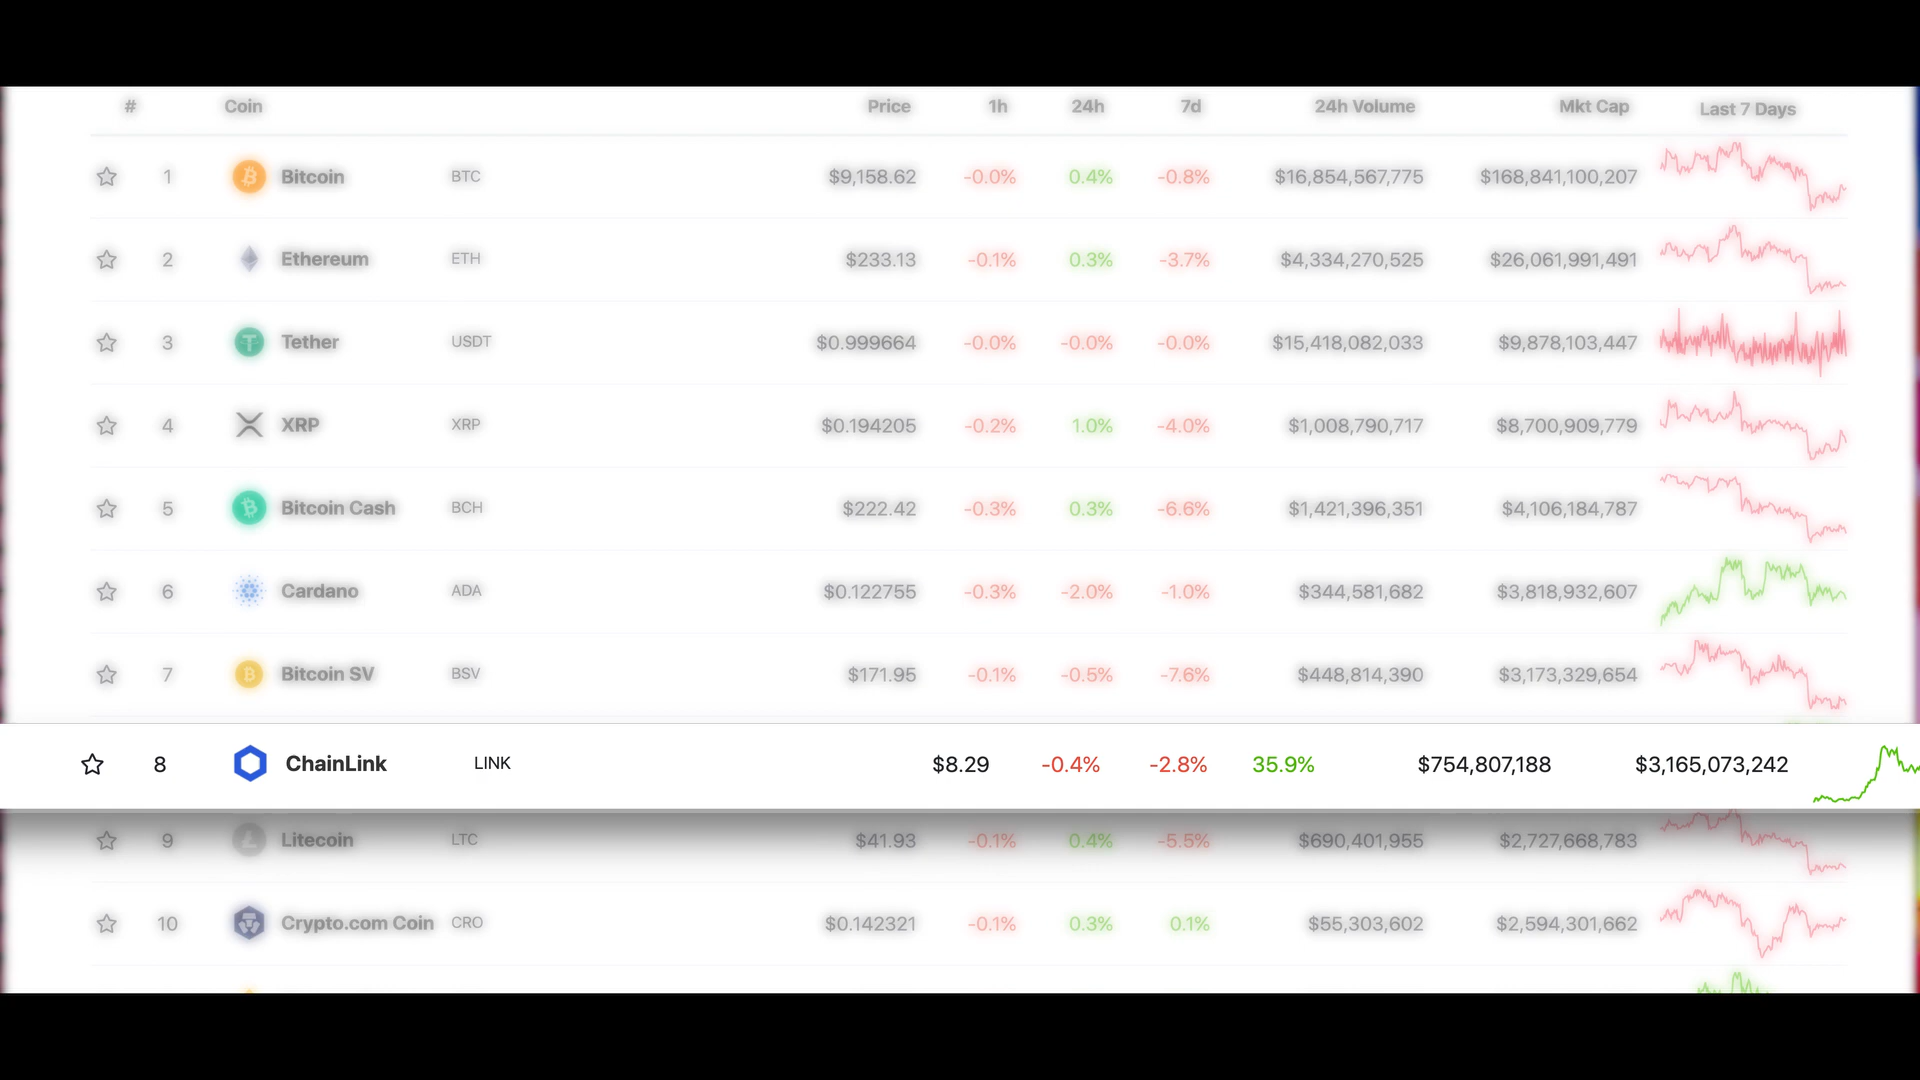 # Coin Price 1h 24h 7d 24h Volume Mkt Cap Last 7 Days
1 Bitcoin BTC $9,158.62 -0.0% 0.4% -0.8% $16,854,567,775 $168,841,100,207
2 Ethereum ETH $233.13 -0.1% 0.3% -3.7% $4,334,270,525 $26,061,991,491
3 Tether USDT $0.999664 -0.0% -0.0% -0.0% $15,418,082,033 $9,878,103,447
4 XRP XRP $0.194205 -0.2% 1.0% -4.0% $1,008,790,717 $8,700,909,779
5 Bitcoin Cash BCH $222.42 -0.3% 0.3% -6.6% $1,421,396,351 $4,106,184,787
6 Cardano ADA $0.122755 -0.3% -2.0% -1.0% $344,581,682 $3,818,932,607
7 Bitcoin SV BSV $171.95 -0.1% -0.5% -7.6% $448,814,390 $3,173,329,654
8 ChainLink LINK $8.29 -0.4% -2.8% 35.9% $754,807,188 $3,165,073,242
9 Litecoin LTC $41.93 -0.1% 0.4% -5.5% $690,401,955 $2,727,668,783
10 Crypto.com Coin CRO $0.142321 -0.1% 0.3% 0.1% $55,303,602 $2,594,301,662